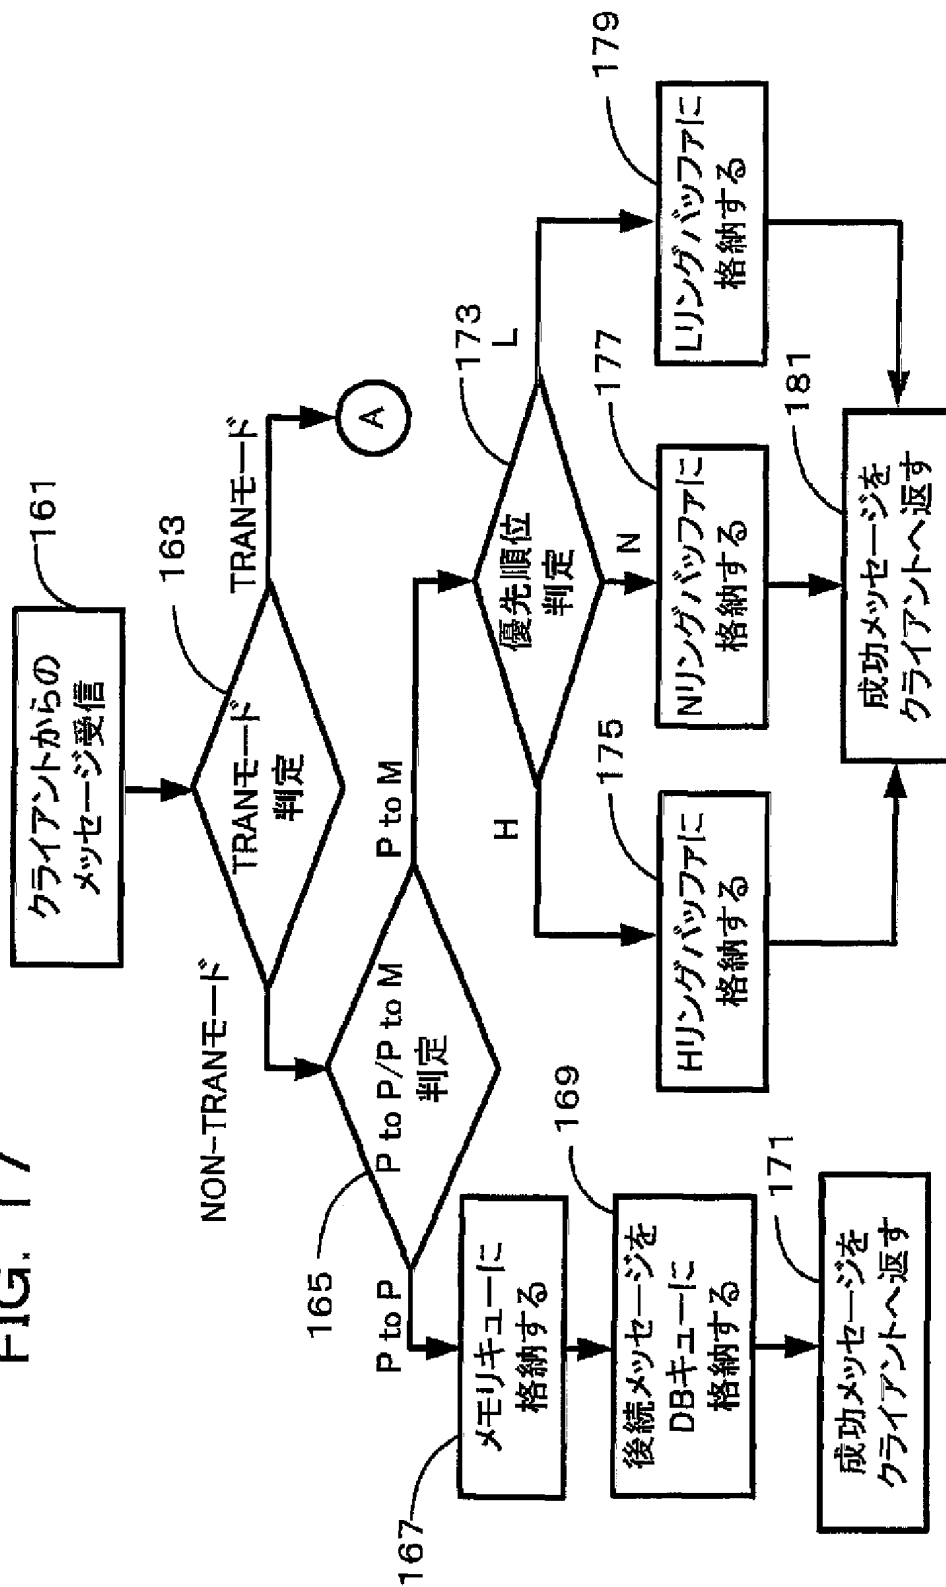 FIG. 17
クライアントからの
メッセージ受信
161
163
TRANモード
判定
NON-TRANモード
TRANモード
A
165
P to P/P to M
判定
P to P
P to M
167
メモリキューに
格納する
169
後続メッセージを
DBキューに
格納する
171
成功メッセージを
クライアントへ返す
173
優先順位
判定
H
N
L
175
Hリングバッファに
格納する
177
Nリングバッファに
格納する
179
Lリングバッファに
格納する
181
成功メッセージを
クライアントへ返す